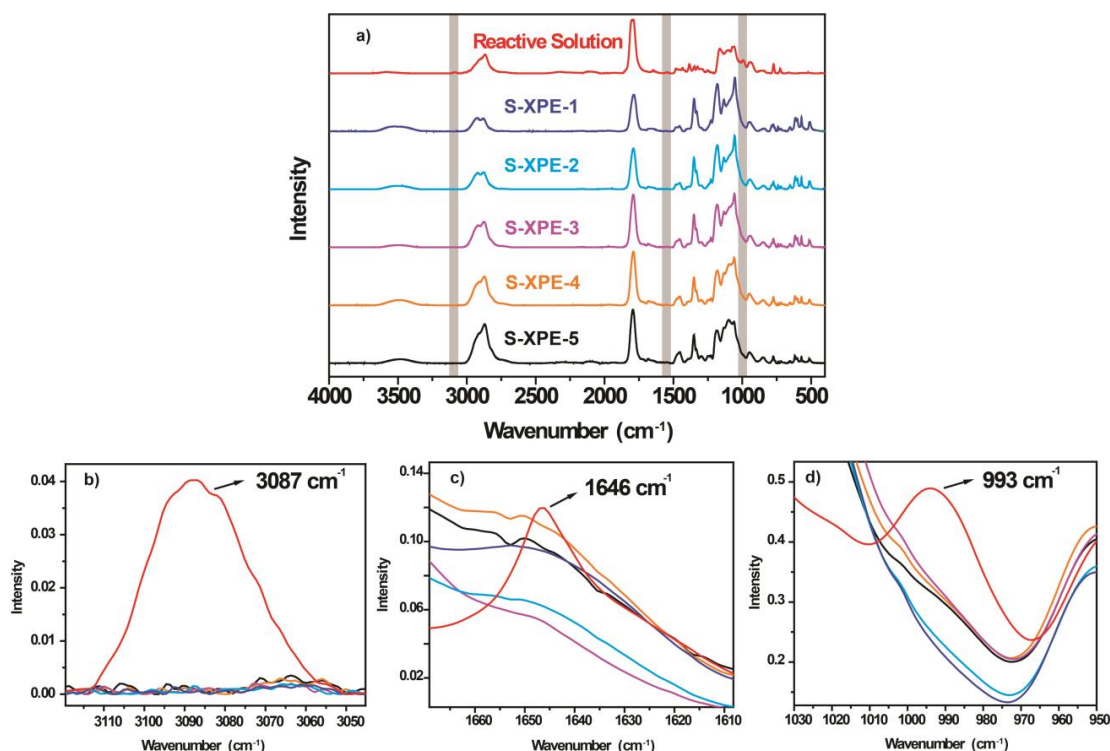 a)
Reactive Solution
S-XPE-1
S-XPE-2
S-XPE-3
S-XPE-4
S-XPE-5
Intensity
4000 3500 3000 2500 2000 1500 1000 500
Wavenumber (cm⁻¹)
b)
3087 cm⁻¹
0.04
0.03
0.02
0.01
0.00
Intensity
3110 3100 3090 3080 3070 3060 3050
Wavenumber (cm⁻¹)
c)
1646 cm⁻¹
0.14
0.10
0.06
0.02
Intensity
1660 1650 1640 1630 1620 1610
Wavenumber (cm⁻¹)
d)
993 cm⁻¹
0.5
0.4
0.3
0.2
Intensity
1030 1020 1010 1000 990 980 970 960 950
Wavenumber (cm⁻¹)